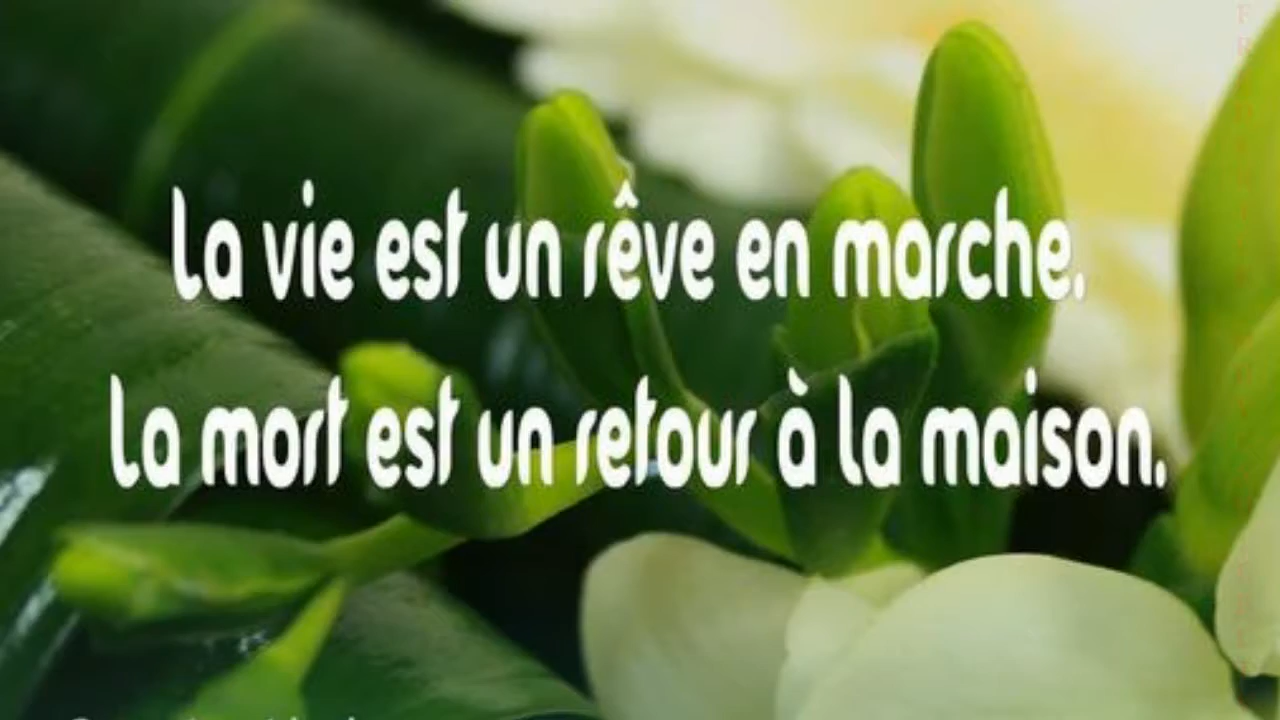 La vie est un rêve en marche.
La mort est un retour à la maison.